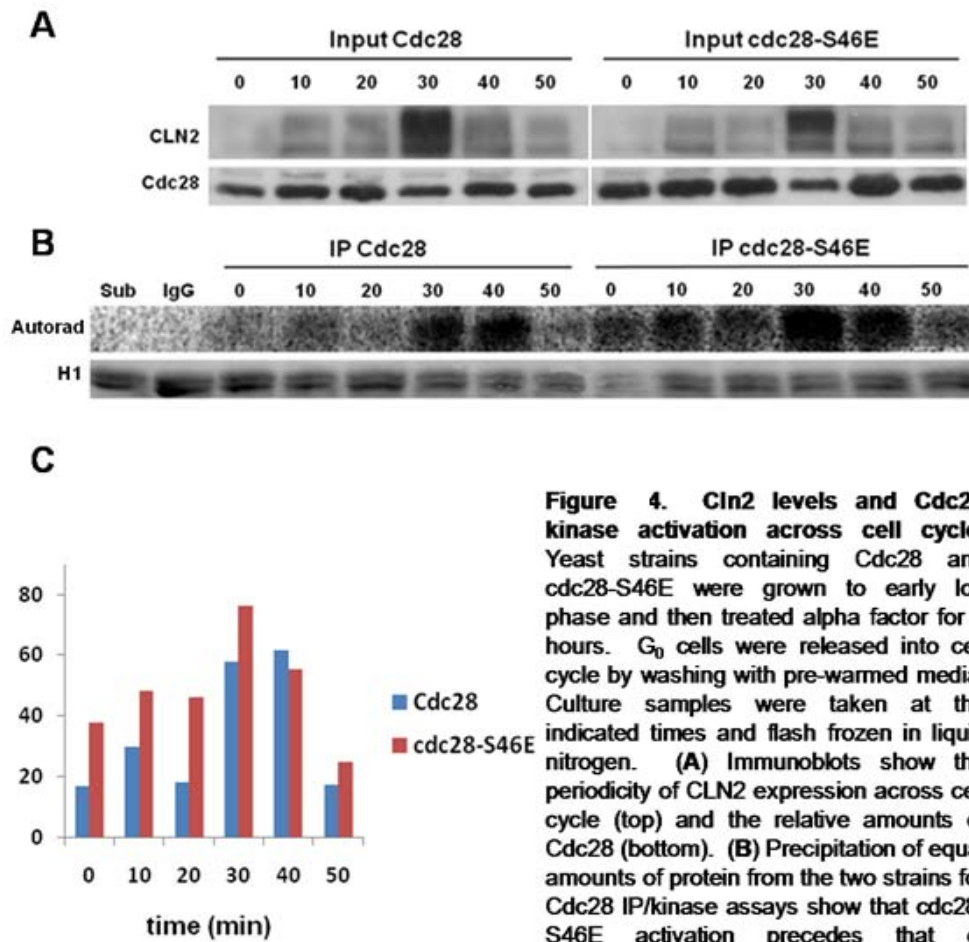 A
Input Cdc28 Input cdc28-S46E
0 10 20 30 40 50 0 10 20 30 40 50
CLN2
Cdc28
B
IP Cdc28 IP cdc28-S46E
Sub IgG 0 10 20 30 40 50 0 10 20 30 40 50
Autorad
H1
C
80
60
40
20
0
0 10 20 30 40 50
time (min)
Cdc28
cdc28-S46E
Figure 4. Cln2 levels and Cdc2
kinase activation across cell cycle
Yeast strains containing Cdc28 an
cdc28-S46E were grown to early lo
phase and then treated alpha factor for
hours. G₀ cells were released into ce
cycle by washing with pre-warmed media
Culture samples were taken at th
indicated times and flash frozen in liqui
nitrogen. (A) Immunoblots show th
periodicity of CLN2 expression across ce
cycle (top) and the relative amounts o
Cdc28 (bottom). (B) Precipitation of equa
amounts of protein from the two strains fo
Cdc28 IP/kinase assays show that cdc28
S46E activation precedes that o